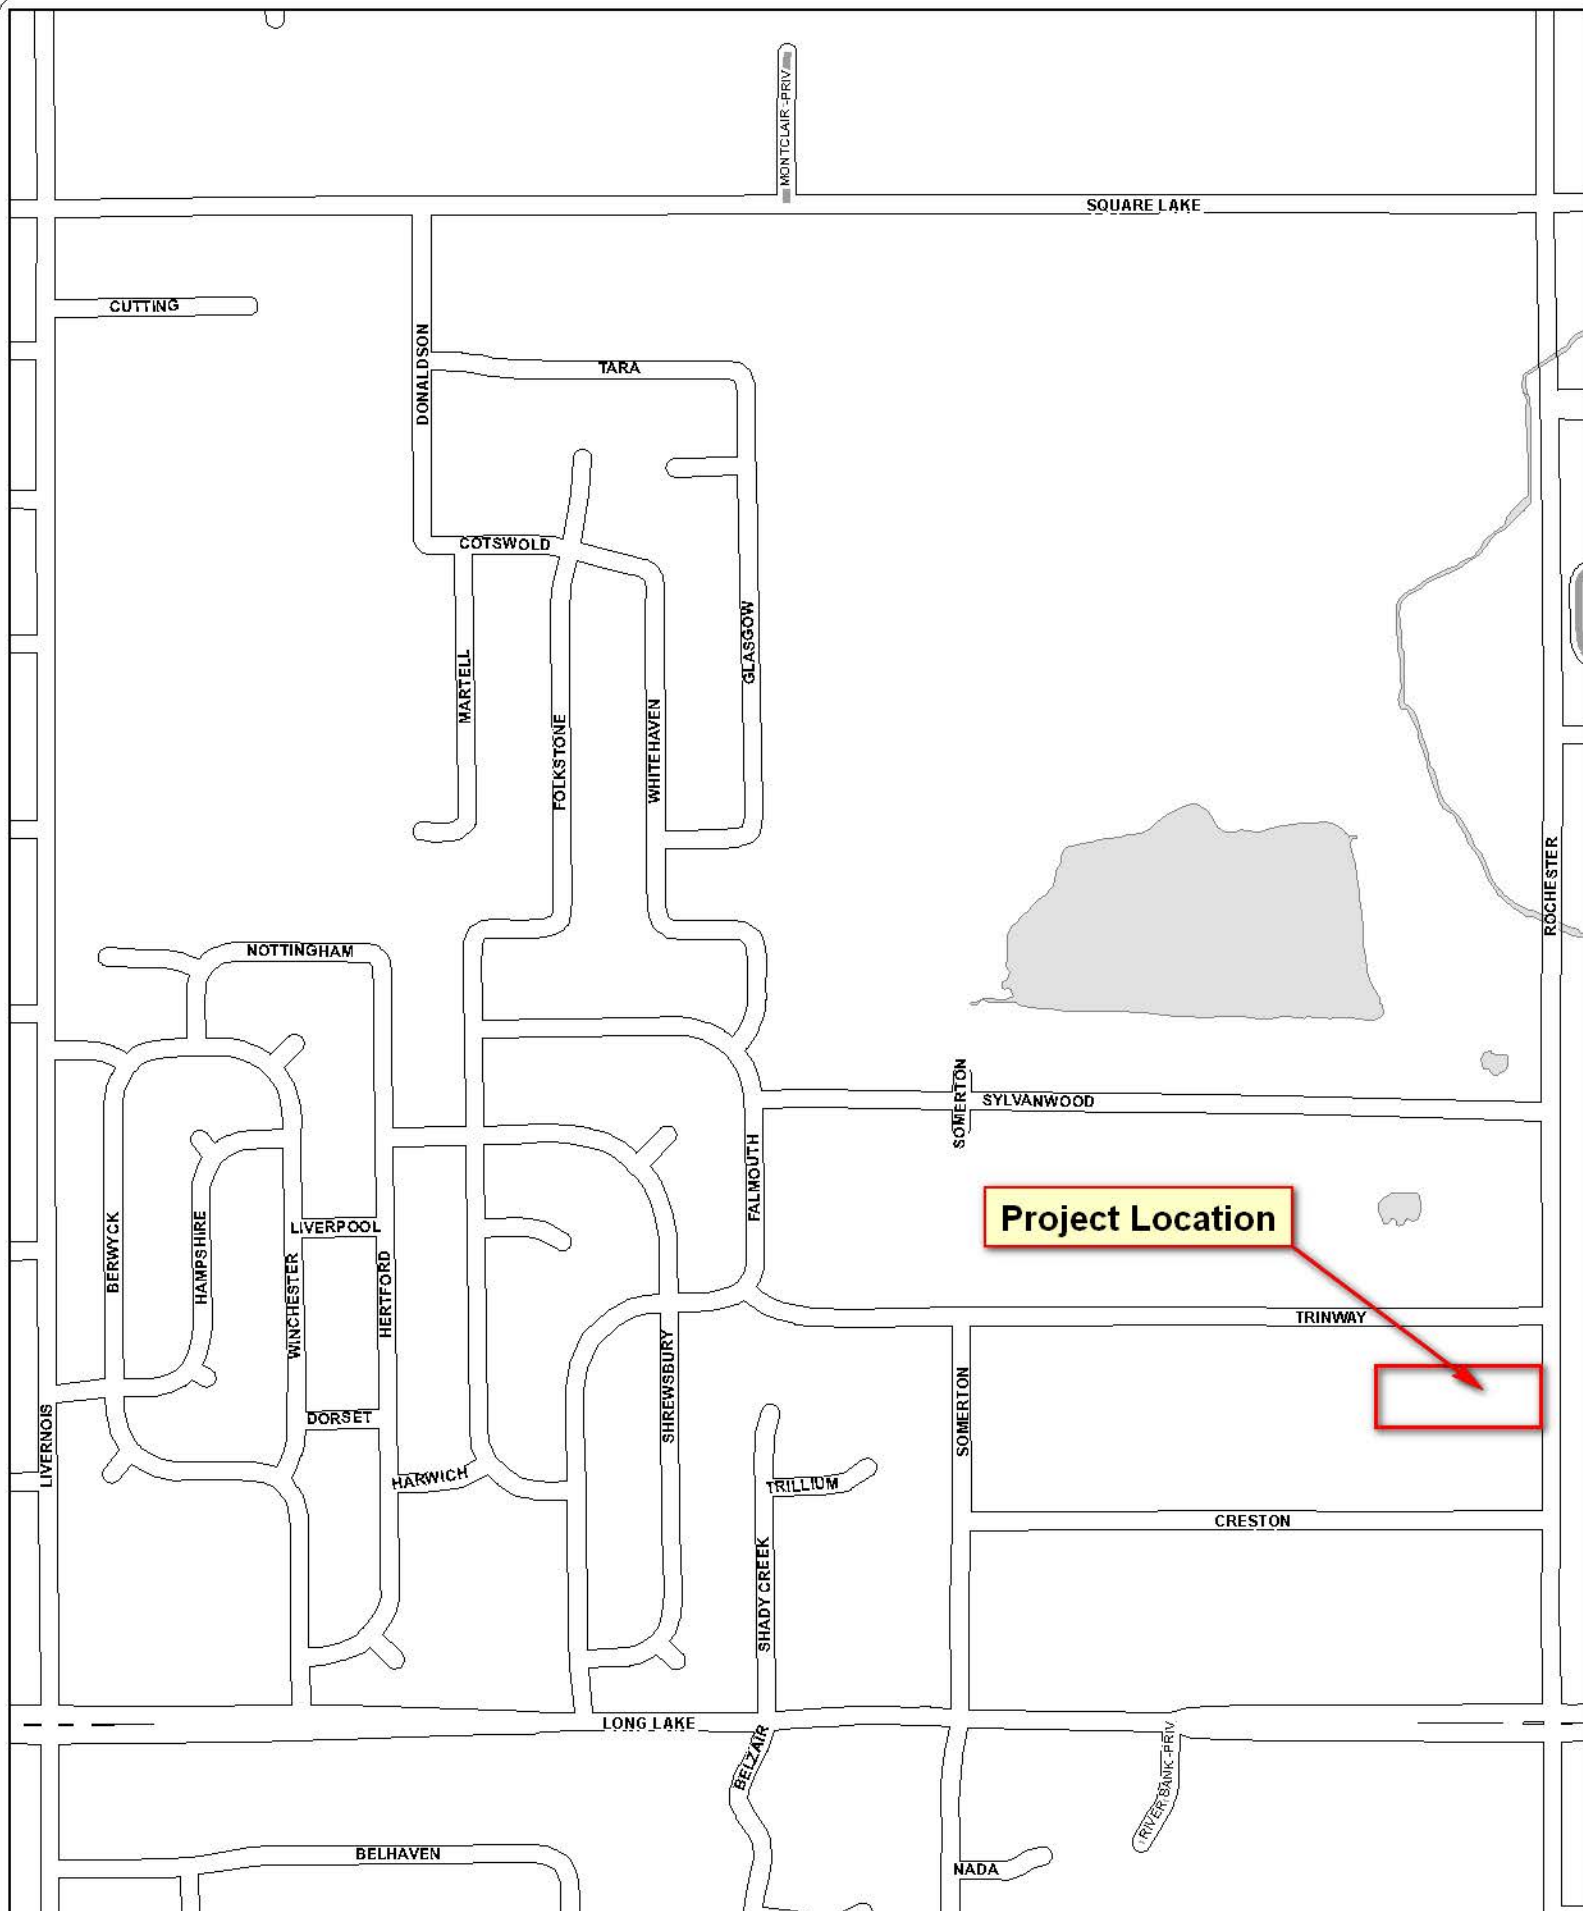 MONTCLAIR-PRIV
SQUARE LAKE
CUTTING
DONALDSON
TARA
COTSWOLD
GLASGOW
MARTELL
WHITEHAVEN
FOLKSTONE
ROCHESTER
NOTTINGHAM
SOMERTON
SYLVANWOOD
FALMOUTH
Project Location
BERWYCK
HAMPSHIRE
LIVERPOOL
WINCHESTER
HERTFORD
TRINWAY
SHREWSBURY
SOMERTON
LIVERNOIS
DORSET
HARWICH
TRILLIUM
CRESTON
SHADY CREEK
LONG LAKE
BELZAIR
RIVER BANK-PRIV
BELHAVEN
NADA